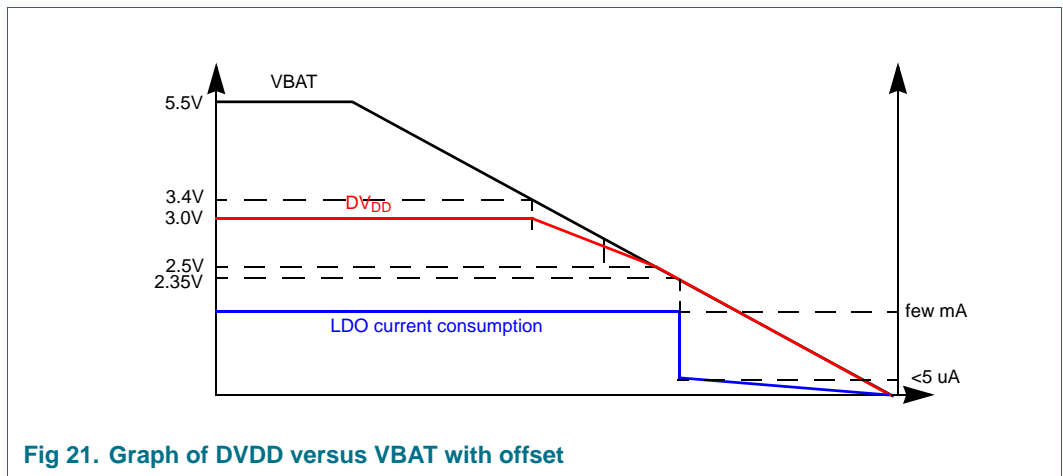 VBAT
5.5V
3.4V
DVDD
3.0V
2.5V
2.35V
few mA
LDO current consumption
<5 uA
Fig 21. Graph of DVDD versus VBAT with offset